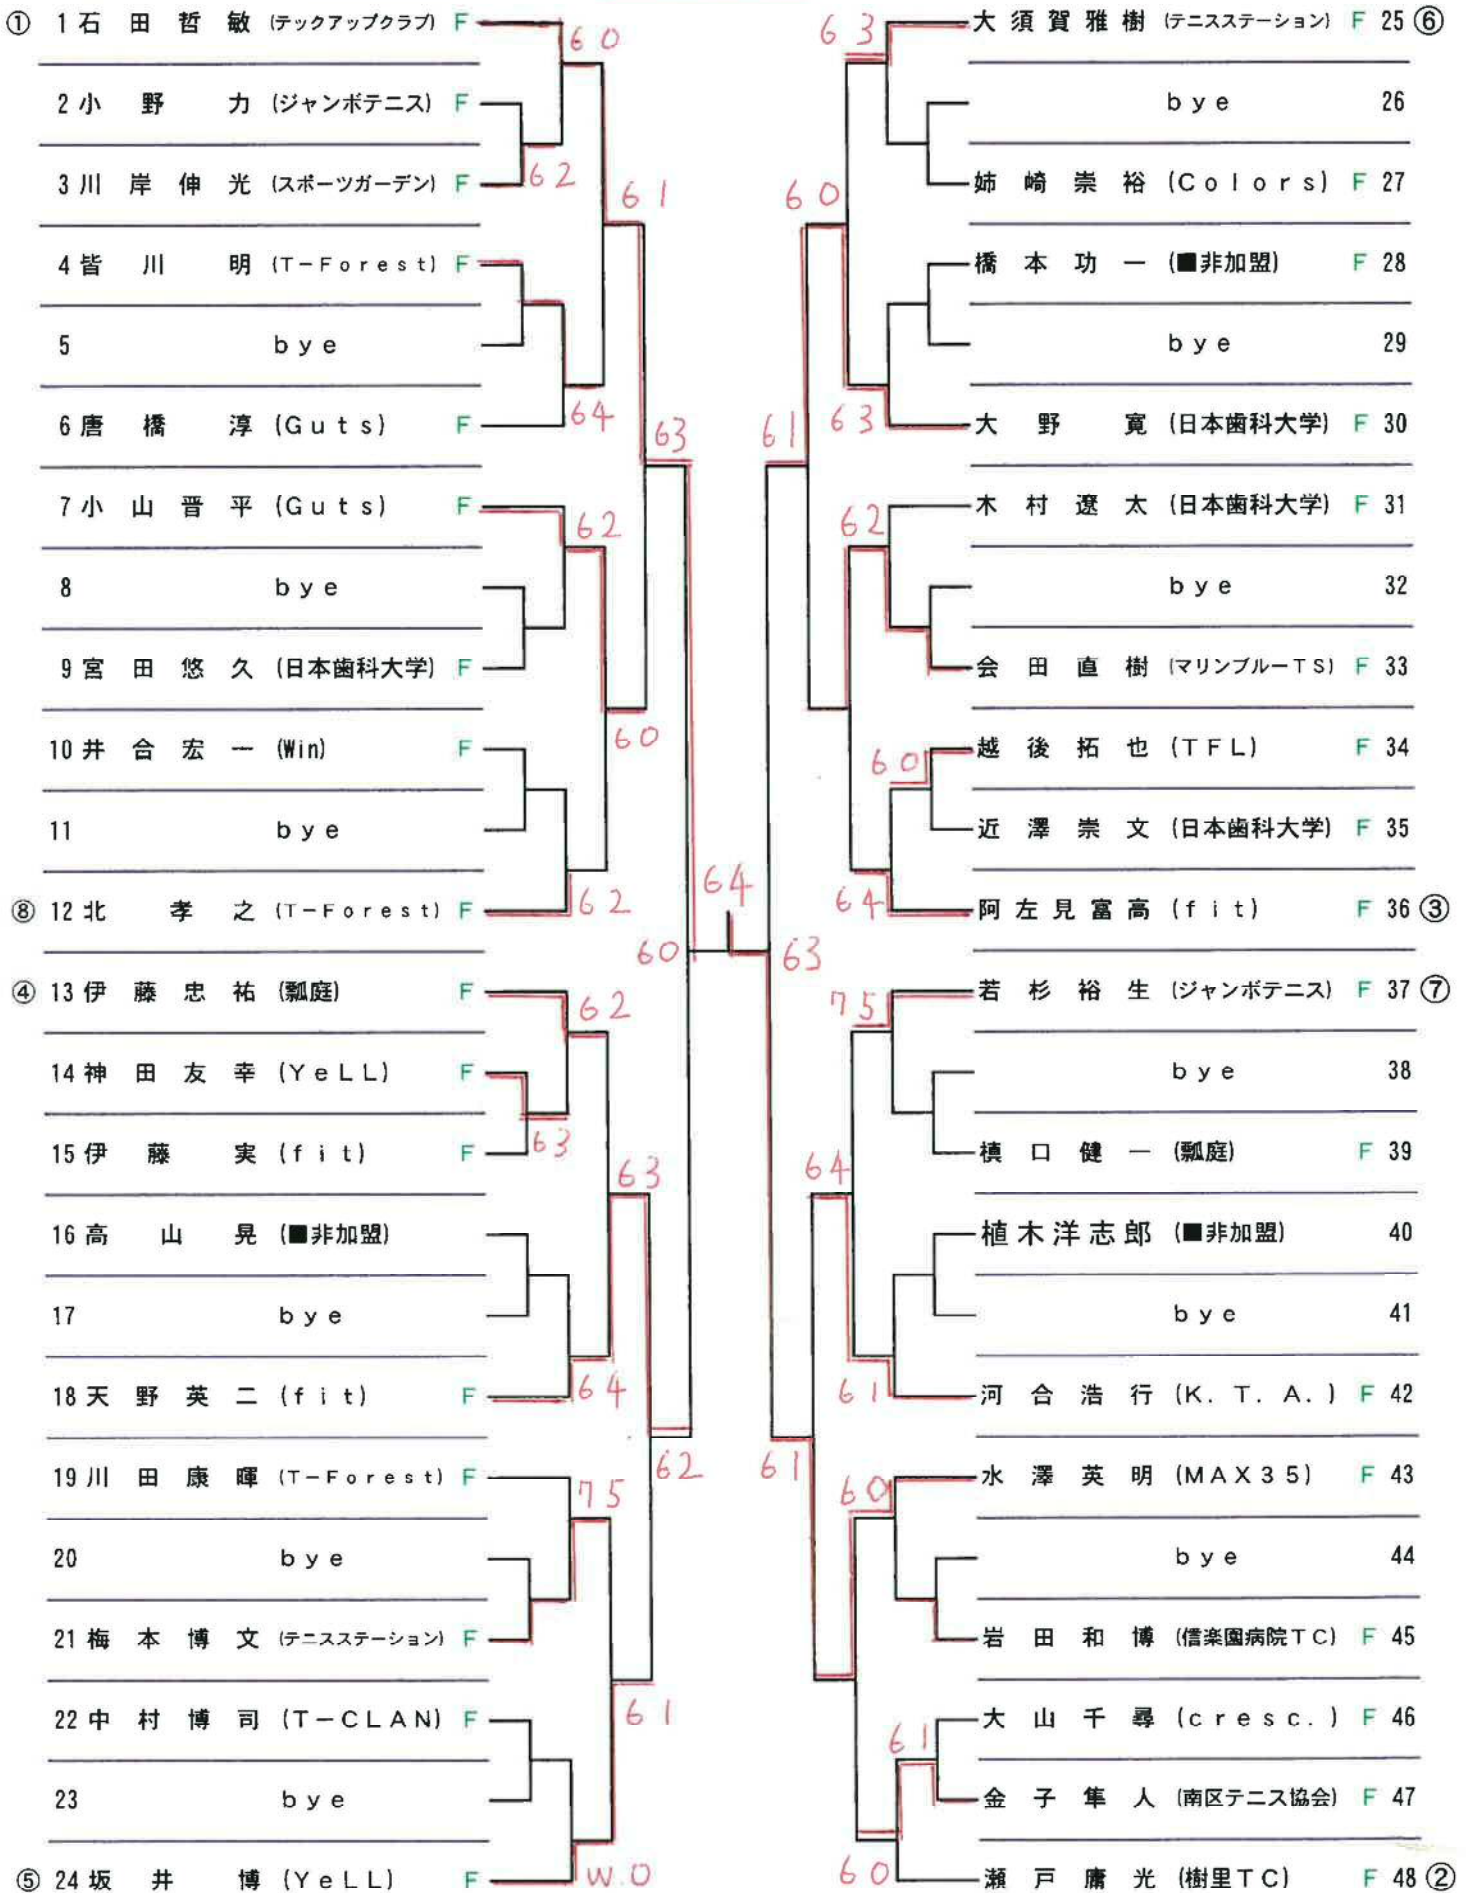 ① 1 石田哲敏 (テックアップクラブ) F
60
2 小野力 (ジャンボテニス) F
3 川岸伸光 (スポーツガーデン) F
62
61
4 皆川明 (T-Forest) F
5 bye
6 唐橋淳 (Guts) F
64
63
7 小山晋平 (Guts) F
62
8 bye
9 宮田悠久 (日本歯科大学) F
60
10 井合宏一 (Win) F
11 bye
⑧ 12 北孝之 (T-Forest) F
62
64
60
④ 13 伊藤忠祐 (瓢庭) F
62
14 神田友幸 (YeLL) F
15 伊藤実 (fit) F
63
63
16 高山晃 (■非加盟)
17 bye
18 天野英二 (fit) F
64
62
19 川田康暉 (T-Forest) F
75
20 bye
21 梅本博文 (テニスステーション) F
61
22 中村博司 (T-CLAN) F
23 bye
⑤ 24 坂井博 (YeLL) F
W.O
63
大須賀雅樹 (テニスステーション) F 25 ⑥
bye 26
姉崎崇裕 (Colors) F 27
60
橋本功一 (■非加盟) F 28
bye 29
61
63
大野寛 (日本歯科大学) F 30
木村遼太 (日本歯科大学) F 31
62
bye 32
会田直樹 (マリンブルーTS) F 33
越後拓也 (TFL) F 34
60
近澤崇文 (日本歯科大学) F 35
64
阿左見富高 (fit) F 36 ③
63
若杉裕生 (ジャンボテニス) F 37 ⑦
75
bye 38
槙口健一 (瓢庭) F 39
64
植木洋志郎 (■非加盟) 40
bye 41
61
河合浩行 (K.T.A.) F 42
61
水澤英明 (MAX35) F 43
60
bye 44
岩田和博 (信楽園病院TC) F 45
大山千尋 (cresc.) F 46
61
金子隼人 (南区テニス協会) F 47
60
瀬戸庸光 (樹里TC) F 48 ②